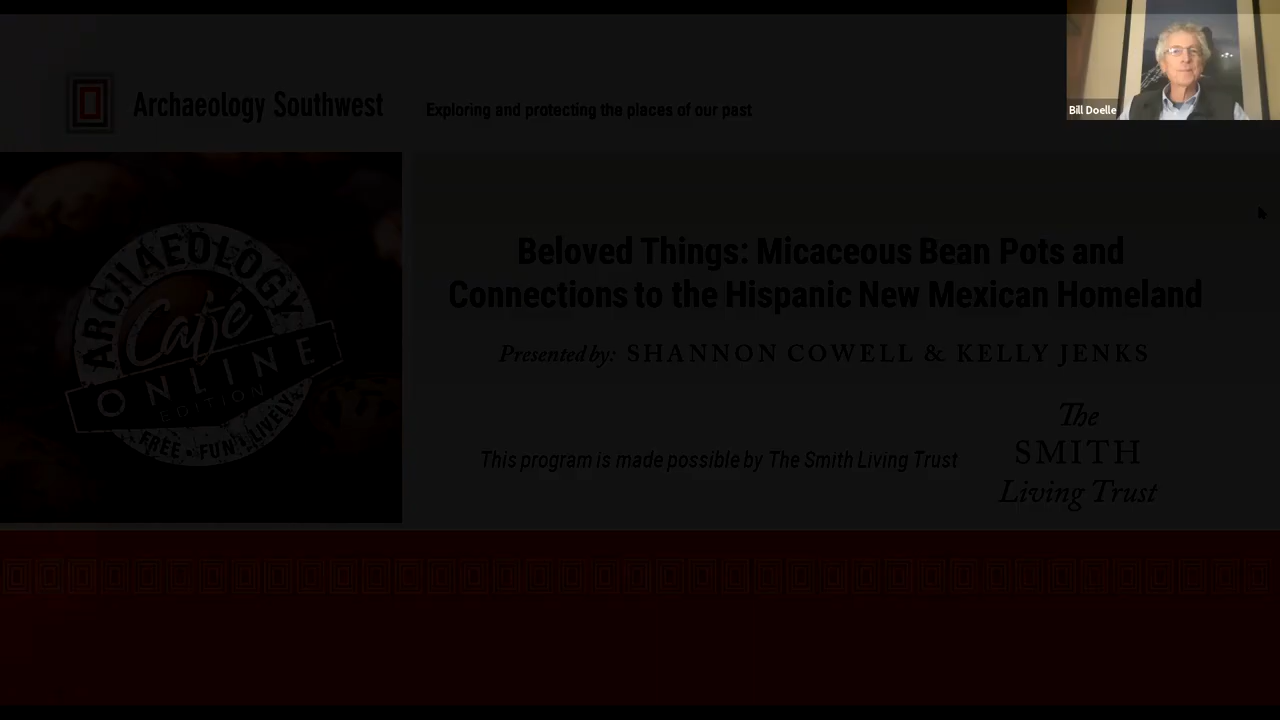 Bill Doelle
Archaeology Southwest
Exploring and protecting the places of our past
ARCHAEOLOGY
Café
ONLINE
EDITION
FREE • FUN • LIVELY
Beloved Things: Micaceous Bean Pots and
Connections to the Hispanic New Mexican Homeland
Presented by: SHANNON COWELL & KELLY JENKS
This program is made possible by The Smith Living Trust
The
SMITH
Living Trust